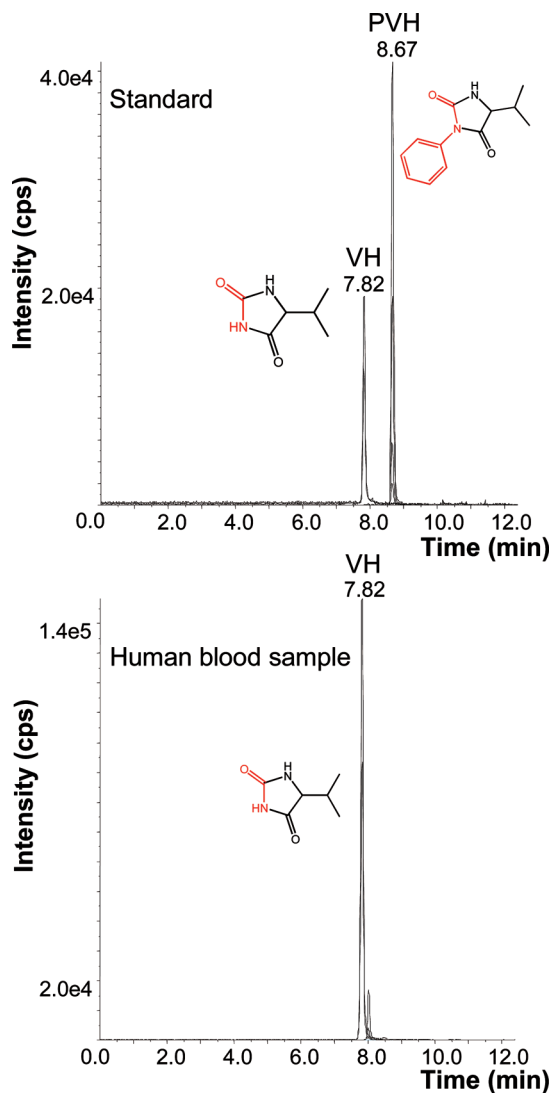 PVH
8.67
4.0e4
Standard
O
H
N
N
O
Intensity (cps)
VH
7.82
2.0e4
O
H
N
HN
O
0.0 2.0 4.0 6.0 8.0 10.0 12.0
Time (min)
VH
7.82
1.4e5
Human blood sample
Intensity (cps)
O
H
N
HN
O
2.0e4
0.0 2.0 4.0 6.0 8.0 10.0 12.0
Time (min)